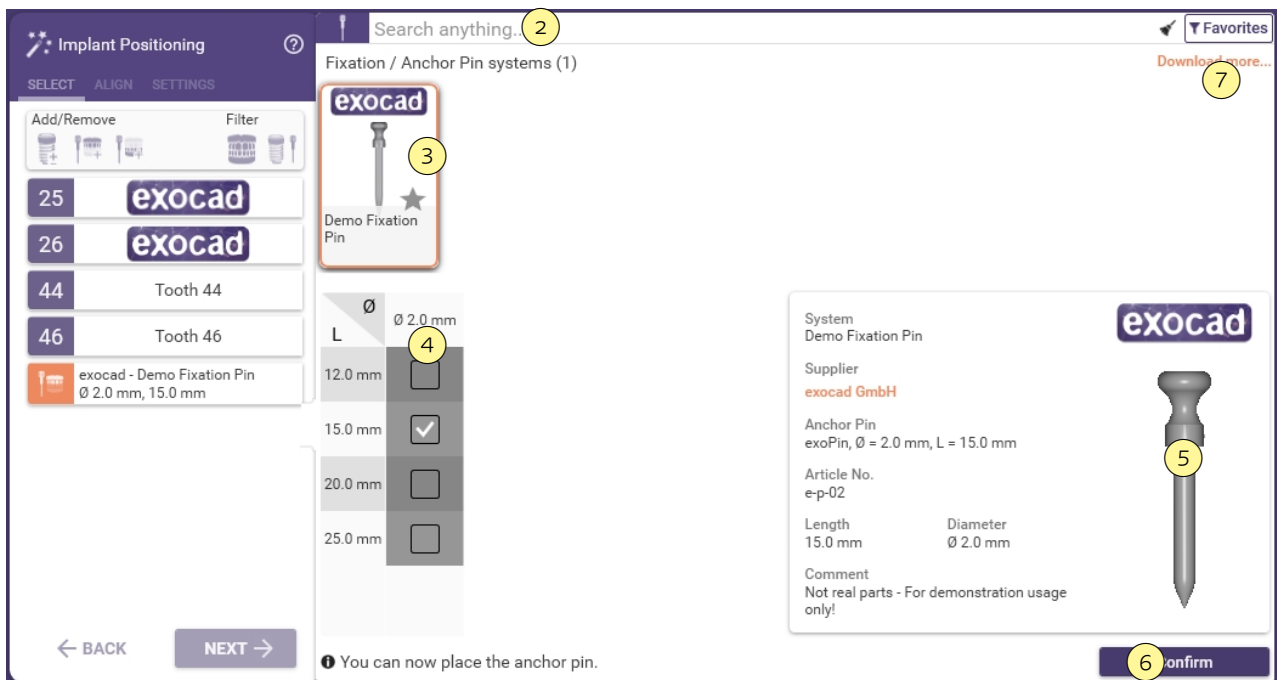 Implant Positioning
SELECT ALIGN SETTINGS
Add/Remove Filter
25 exocad
26 exocad
44 Tooth 44
46 Tooth 46
exocad - Demo Fixation Pin
Ø 2.0 mm, 15.0 mm
BACK NEXT
Search anything.. 2
Favorites
Fixation / Anchor Pin systems (1)
Download more...
7
exocad
3
Demo Fixation
Pin
Ø
L
Ø 2.0 mm
4
12.0 mm
15.0 mm
20.0 mm
25.0 mm
exocad
System
Demo Fixation Pin
Supplier
exocad GmbH
Anchor Pin
exoPin, Ø = 2.0 mm, L = 15.0 mm
5
Article No.
e-p-02
Length Diameter
15.0 mm Ø 2.0 mm
Comment
Not real parts - For demonstration usage
only!
You can now place the anchor pin.
6 Confirm